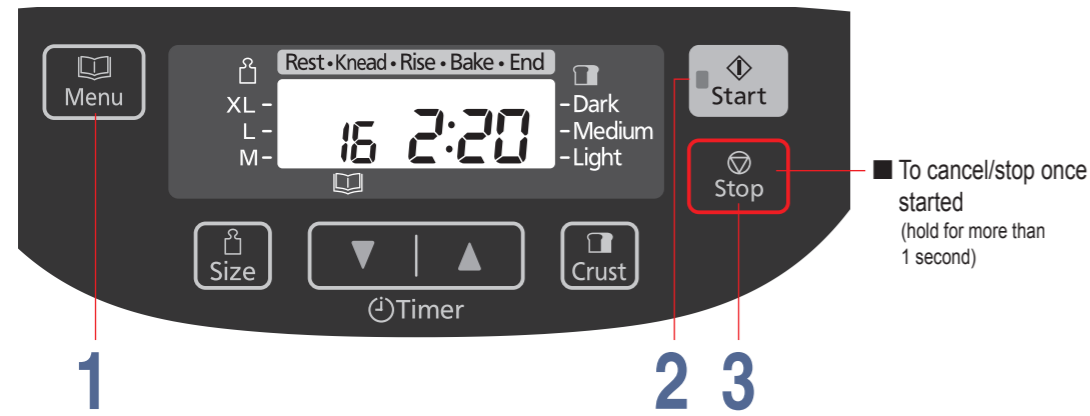 Menu
Rest•Knead•Rise•Bake•End
XL -
L -
M -
16 2:20
- Dark
- Medium
- Light
Start
Stop
■ To cancel/stop once
started
(hold for more than
1 second)
Size
▼ | ▲
Crust
Timer
1
2
3